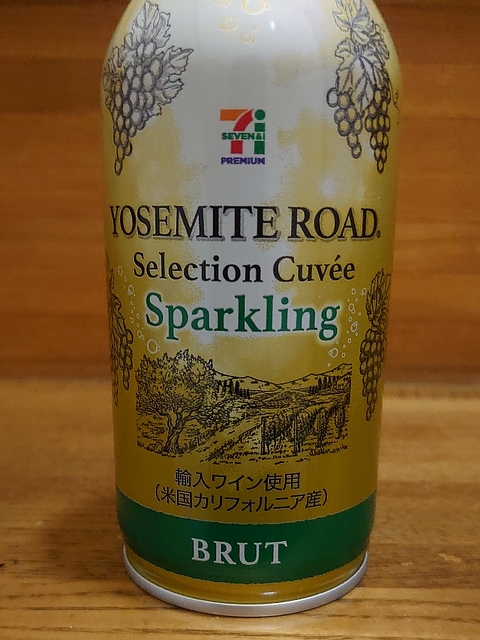 7i
SEVEN&i
PREMIUM
YOSEMITE ROAD®
Selection Cuvée
Sparkling
輸入ワイン使用
(米国カリフォルニア産)
BRUT